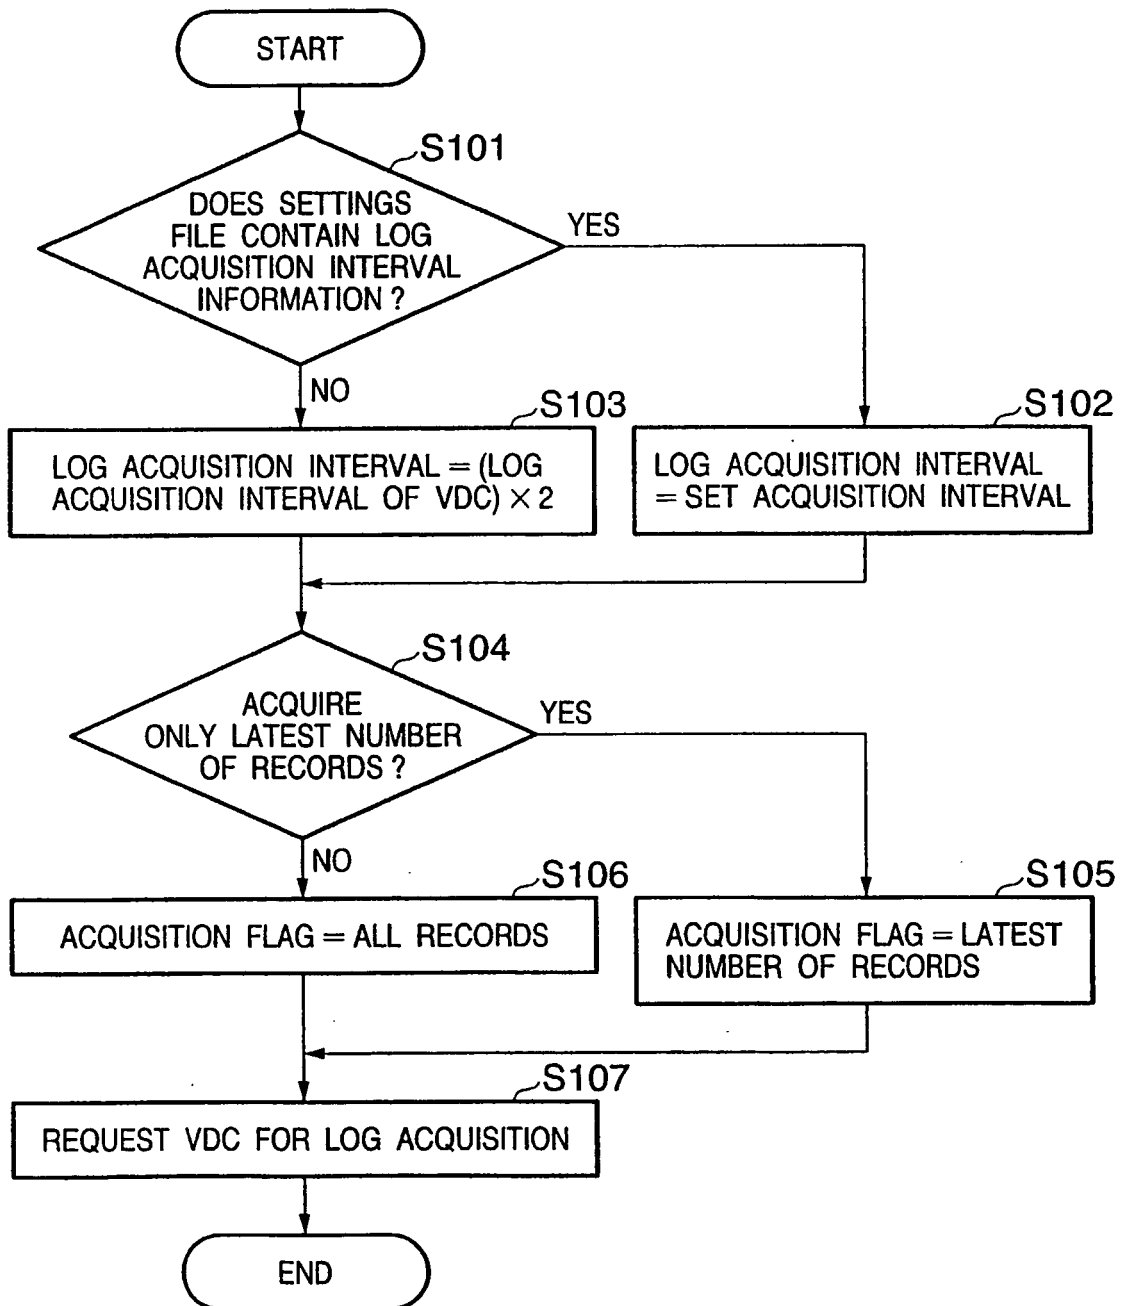 START
S101
DOES SETTINGS
FILE CONTAIN LOG
ACQUISITION INTERVAL
INFORMATION ?
YES
NO
S103
LOG ACQUISITION INTERVAL = (LOG
ACQUISITION INTERVAL OF VDC) × 2
S102
LOG ACQUISITION INTERVAL
= SET ACQUISITION INTERVAL
S104
ACQUIRE
ONLY LATEST NUMBER
OF RECORDS ?
YES
NO
S106
ACQUISITION FLAG = ALL RECORDS
S105
ACQUISITION FLAG = LATEST
NUMBER OF RECORDS
S107
REQUEST VDC FOR LOG ACQUISITION
END